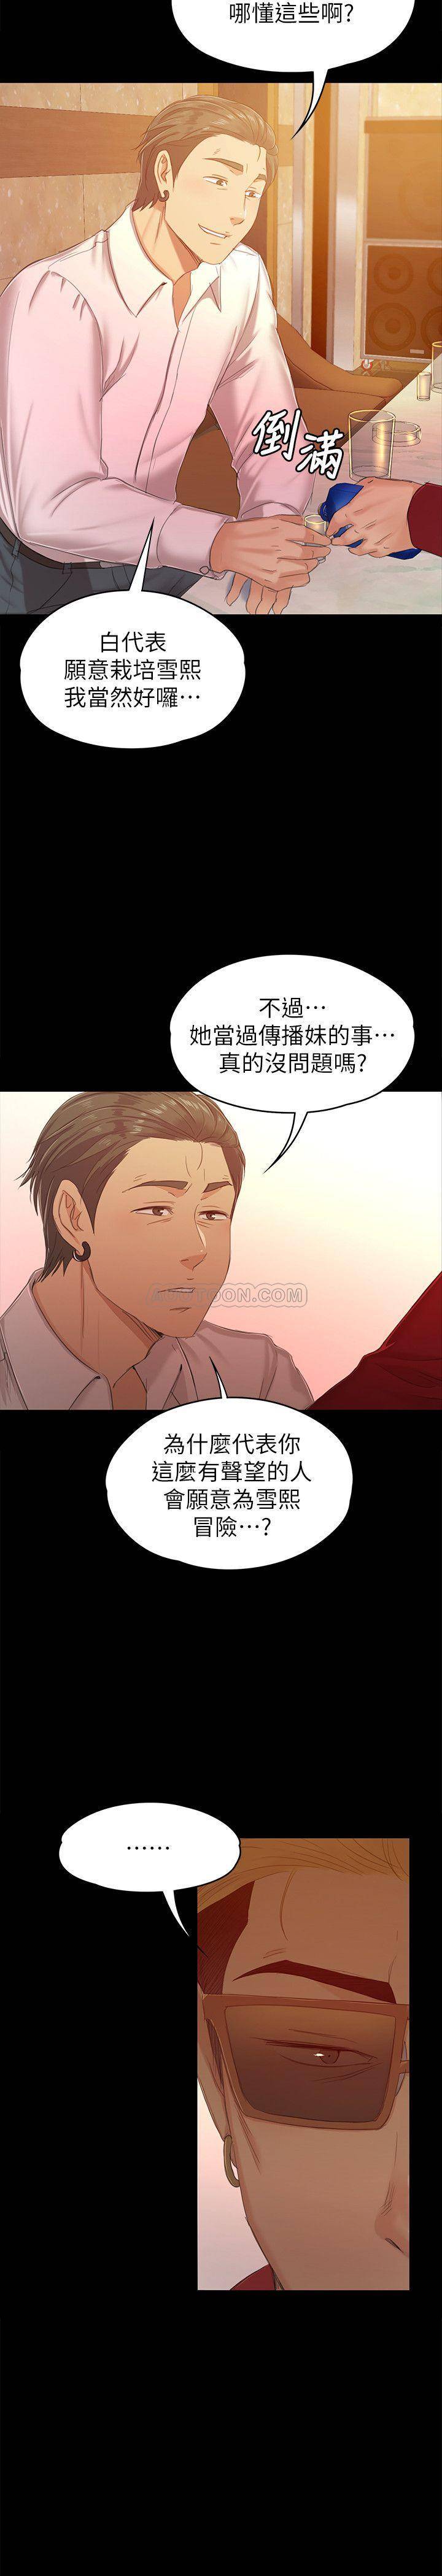 哪懂這些啊?
倒滿
白代表
願意栽培雪熙
我當然好囉…
不過…
她當過傳播妹的事…
真的沒問題嗎?
為什麼代表你
這麼有聲望的人
會願意為雪熙
冒險…?
……